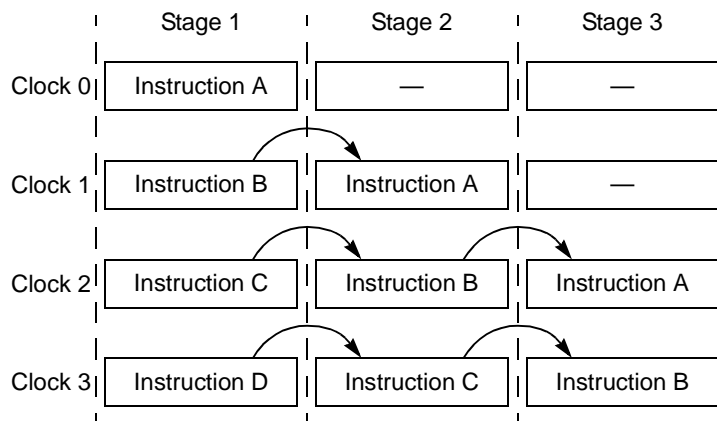 Stage 1 Stage 2 Stage 3
Clock 0 Instruction A — —
Clock 1 Instruction B Instruction A —
Clock 2 Instruction C Instruction B Instruction A
Clock 3 Instruction D Instruction C Instruction B